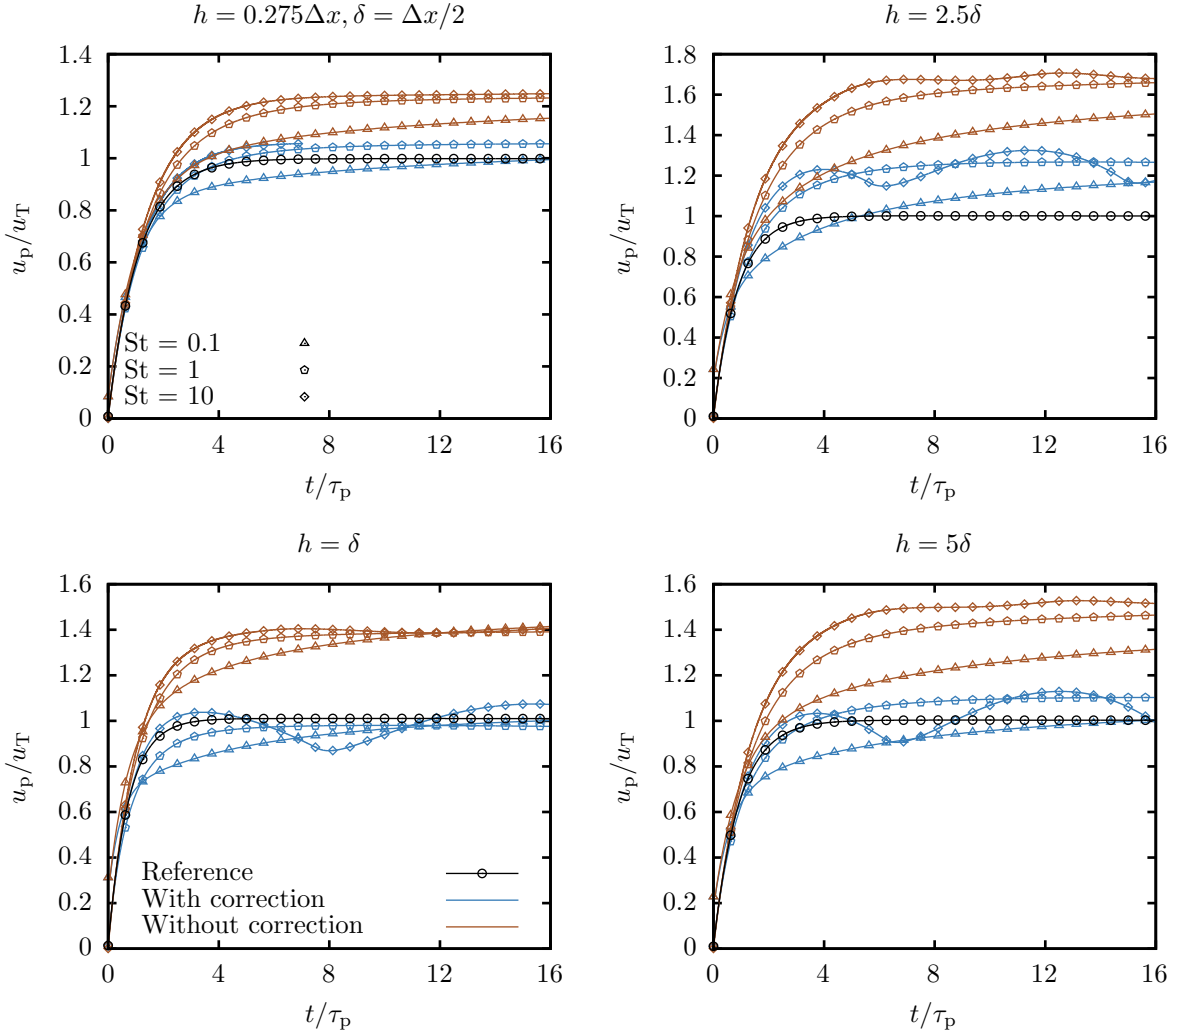 h = 0.275Δx, δ = Δx/2
u_p/u_T
1.4
1.2
1
0.8
0.6
0.4
0.2
0
St = 0.1
St = 1
St = 10
0 4 8 12 16
t/τ_p
h = 2.5δ
u_p/u_T
1.8
1.6
1.4
1.2
1
0.8
0.6
0.4
0.2
0
0 4 8 12 16
t/τ_p
h = δ
u_p/u_T
1.6
1.4
1.2
1
0.8
0.6
0.4
0.2
0
Reference
With correction
Without correction
0 4 8 12 16
t/τ_p
h = 5δ
u_p/u_T
1.6
1.4
1.2
1
0.8
0.6
0.4
0.2
0
0 4 8 12 16
t/τ_p